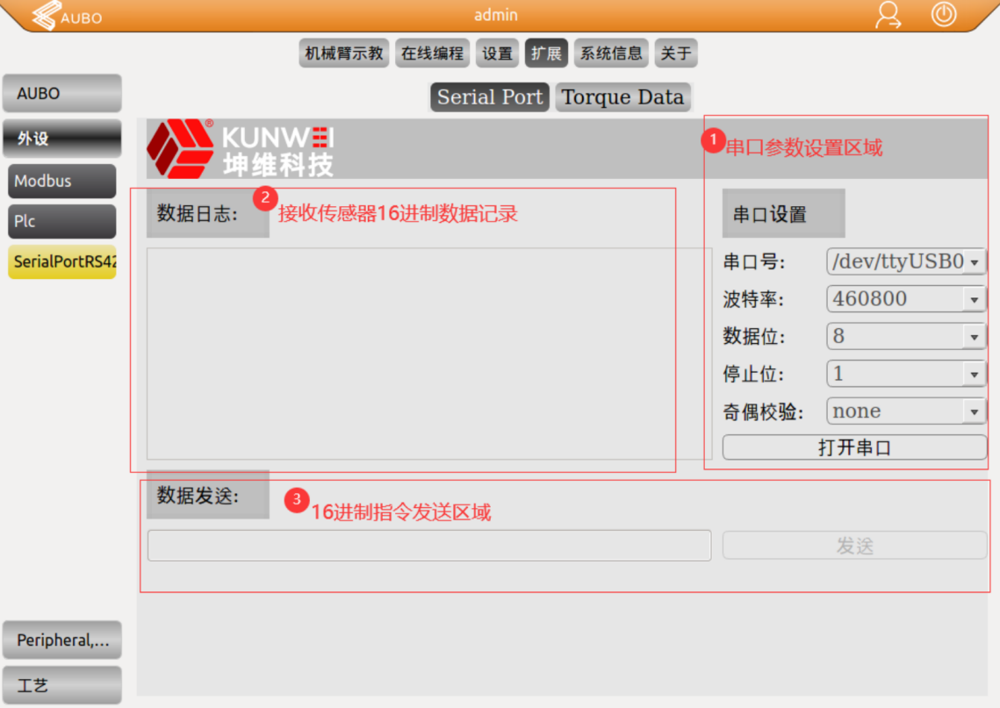 AUBO
admin
机械臂示教
在线编程
设置
扩展
系统信息
关于
AUBO
外设
Modbus
Plc
SerialPortRS42
Peripheral,...
工艺
Serial Port
Torque Data
KUNWEI®
坤维科技
1 串口参数设置区域
数据日志:
2 接收传感器16进制数据记录
串口设置
串口号: /dev/ttyUSB0
波特率: 460800
数据位: 8
停止位: 1
奇偶校验: none
打开串口
数据发送:
3 16进制指令发送区域
发送